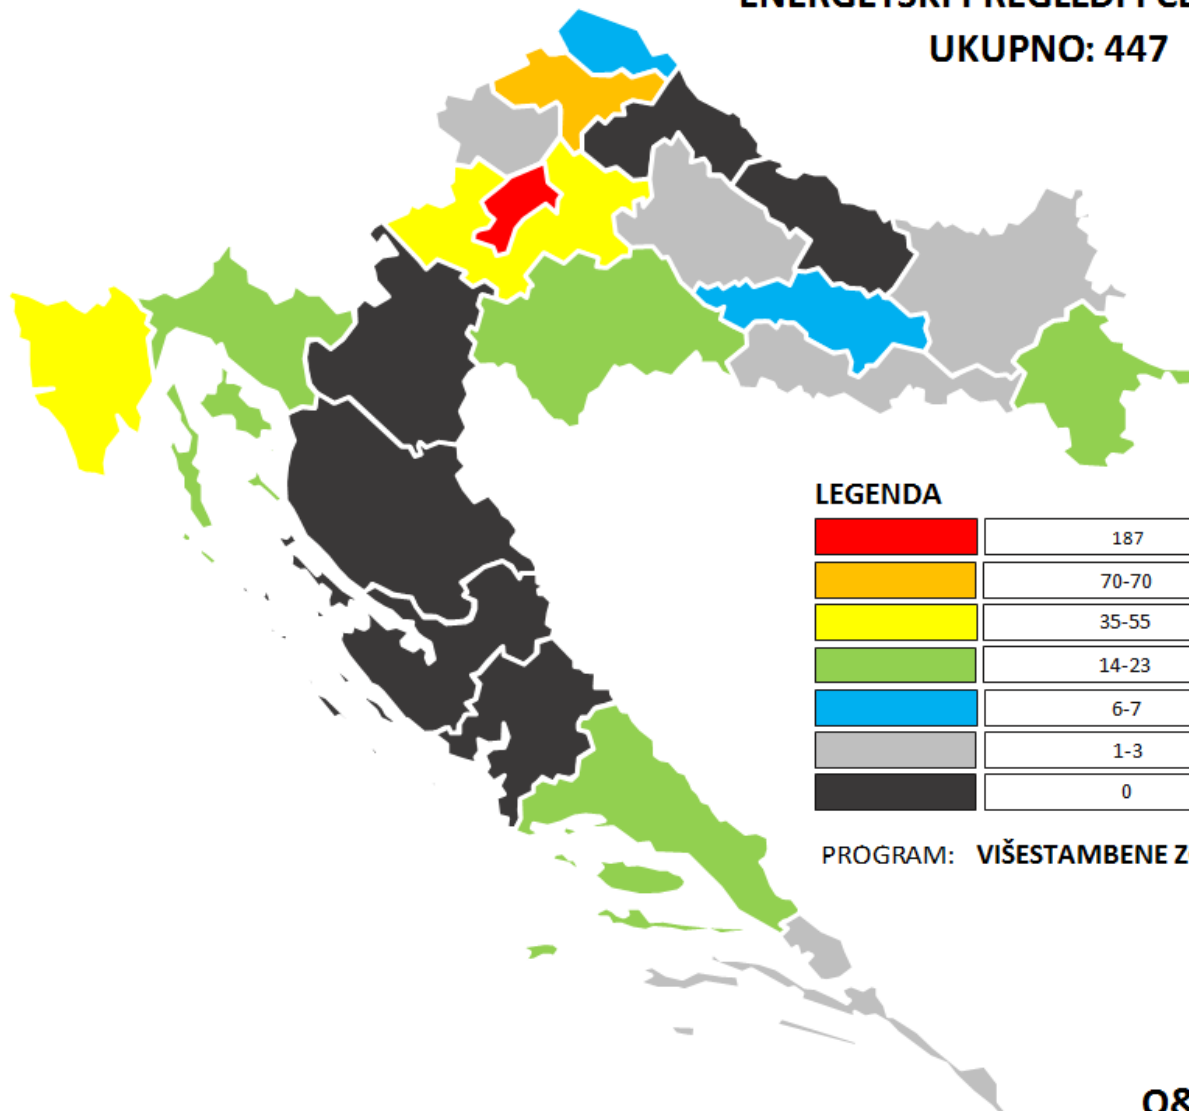 UKUPNO: 447
LEGENDA
187
70-70
35-55
14-23
6-7
1-3
0
PROGRAM: VIŠESTAMBENE